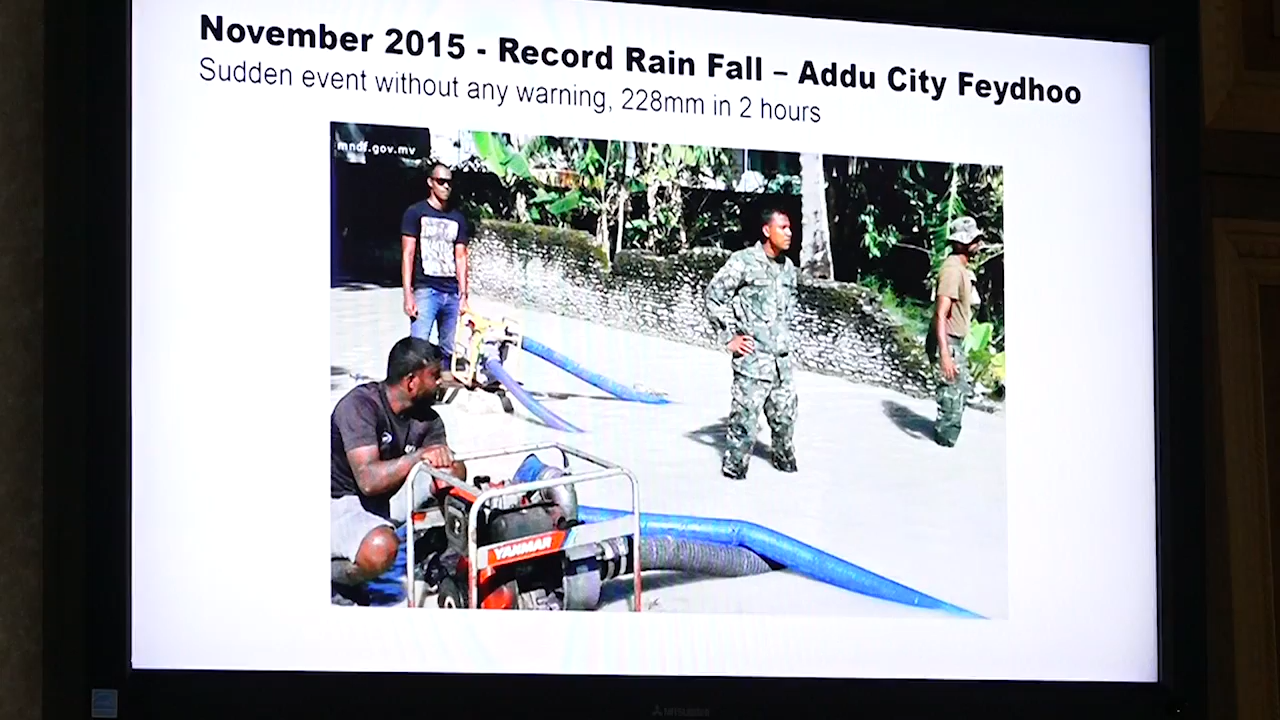 November 2015 - Record Rain Fall – Addu City Feydhoo
Sudden event without any warning, 228mm in 2 hours
mndf.gov.mv
YANMAR
MITSUBISHI